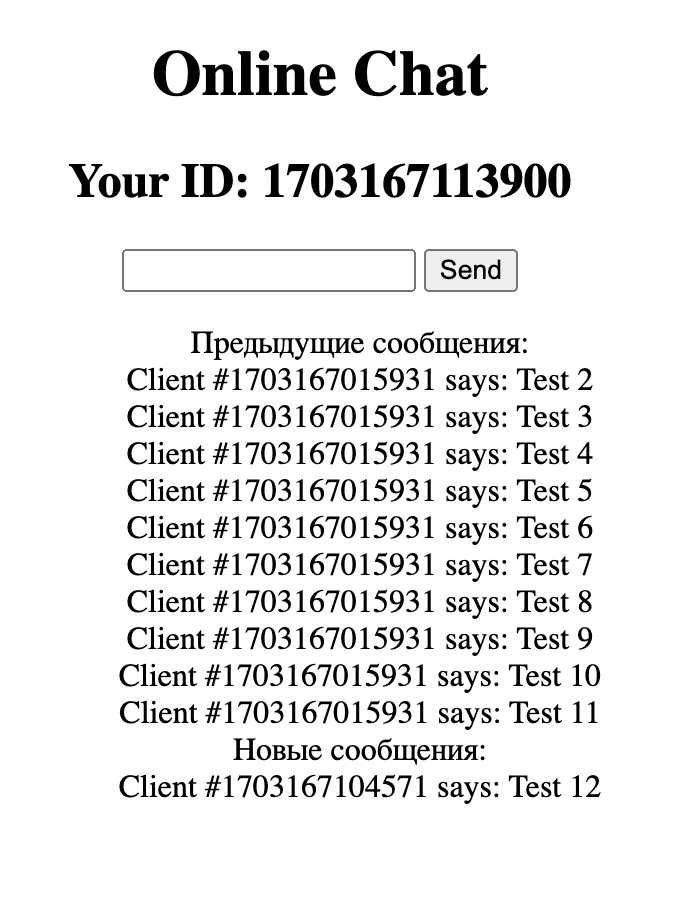 Online Chat
Your ID: 1703167113900
Send
Предыдущие сообщения:
Client #1703167015931 says: Test 2
Client #1703167015931 says: Test 3
Client #1703167015931 says: Test 4
Client #1703167015931 says: Test 5
Client #1703167015931 says: Test 6
Client #1703167015931 says: Test 7
Client #1703167015931 says: Test 8
Client #1703167015931 says: Test 9
Client #1703167015931 says: Test 10
Client #1703167015931 says: Test 11
Новые сообщения:
Client #1703167104571 says: Test 12